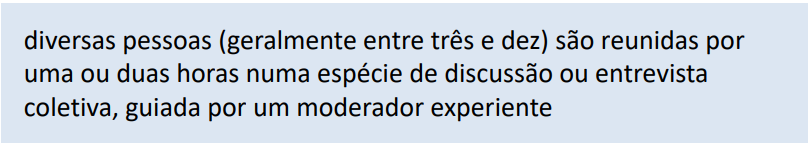 diversas pessoas (geralmente entre três e dez) são reunidas por
uma ou duas horas numa espécie de discussão ou entrevista
coletiva, guiada por um moderador experiente